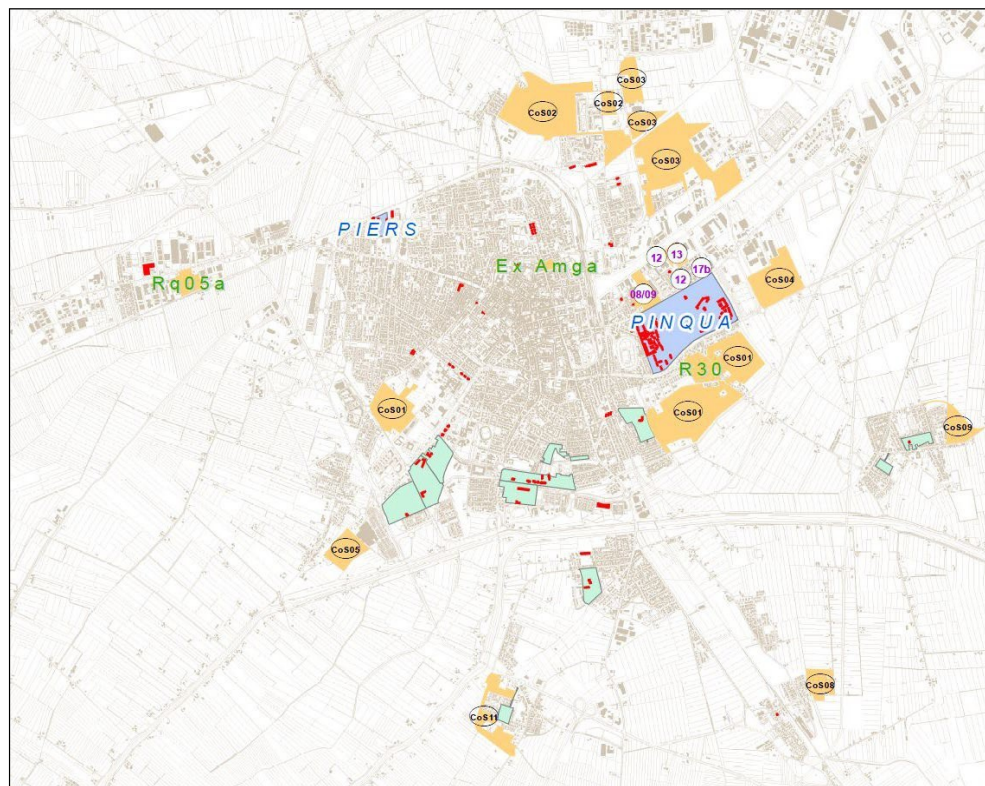 CoS03
CoS02
CoS02
CoS03
CoS03
PIERS
12
13
Ex Amga
17b
12
Rq05a
CoS04
08/09
PINQUA
CoS01
R30
CoS01
CoS01
CoS09
CoS05
CoS08
CoS11